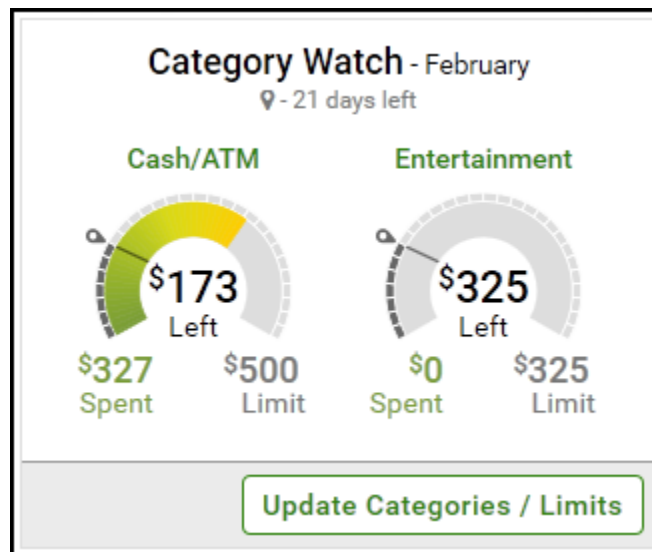 Category Watch - February
- 21 days left
Cash/ATM
$173
Left
$327
Spent
$500
Limit
Entertainment
$325
Left
$0
Spent
$325
Limit
Update Categories / Limits